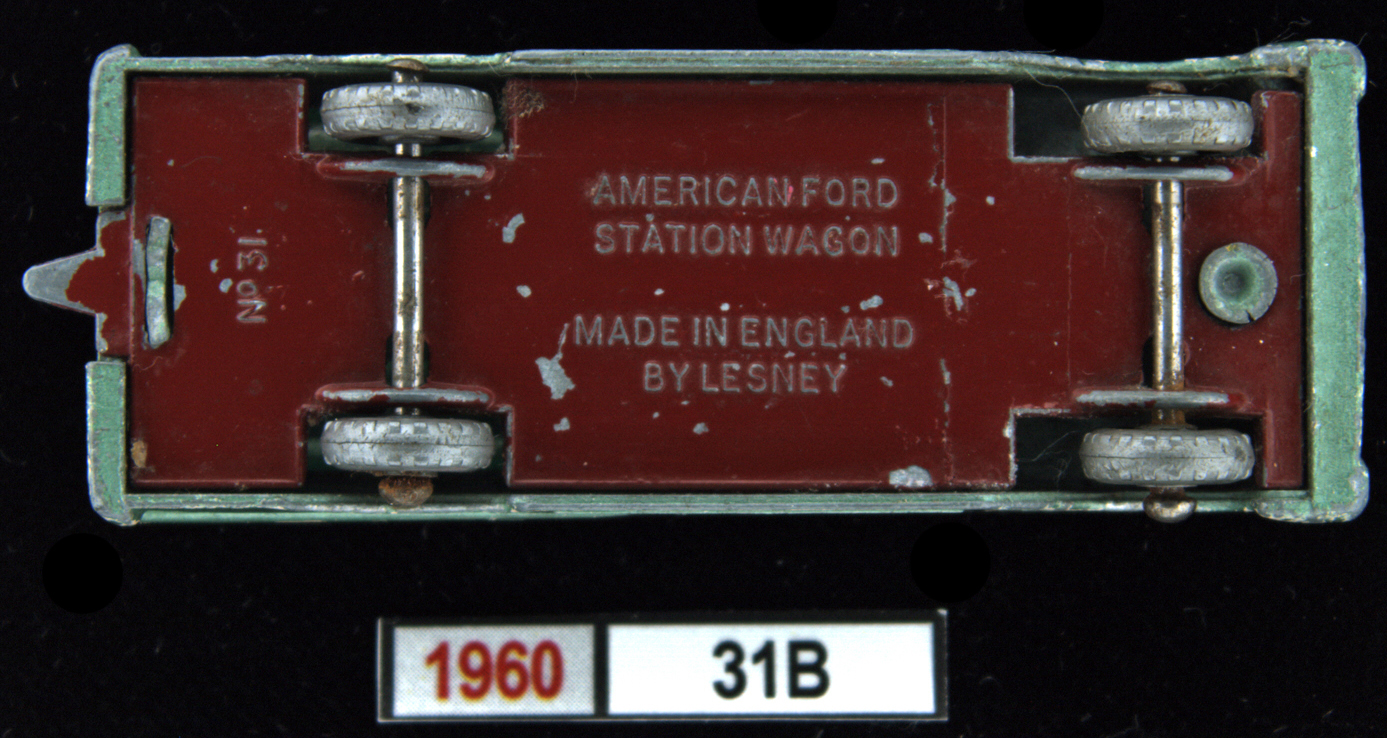 Nº 31.
AMERICAN FORD
STATION WAGON
MADE IN ENGLAND
BY LESNEY
1960
31B